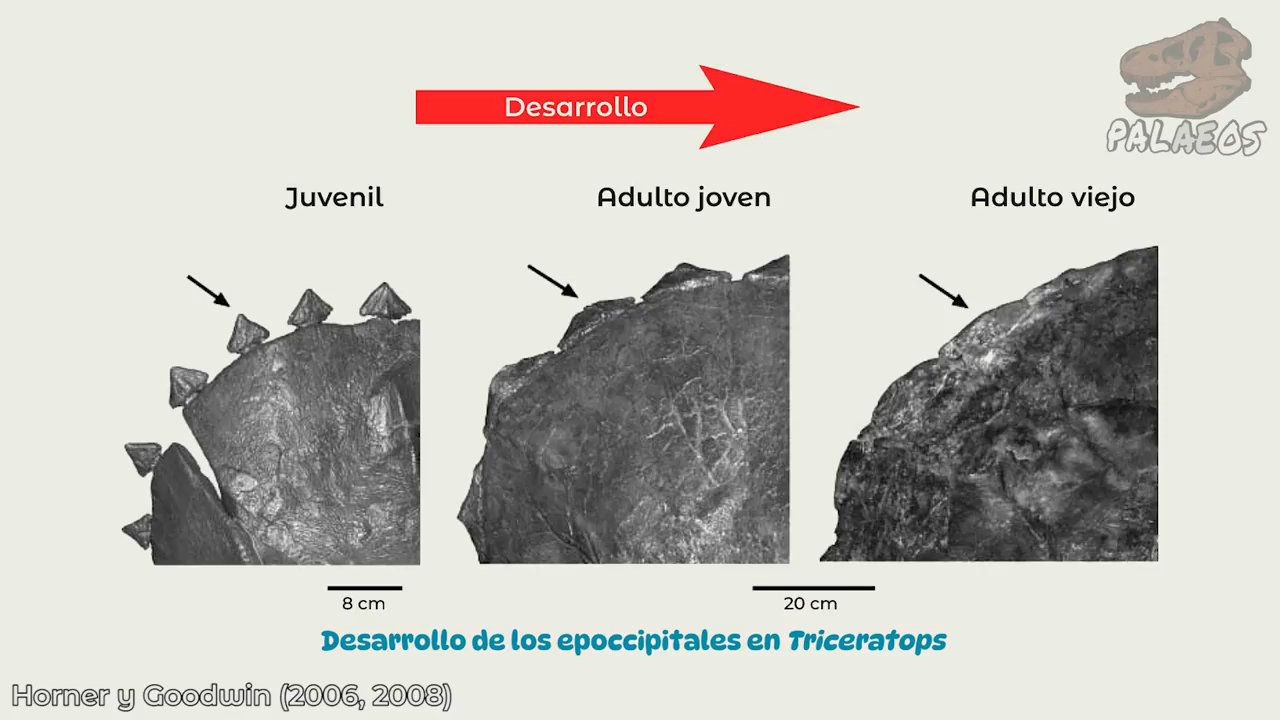 Desarrollo
PALAEOS
Juvenil
Adulto joven
Adulto viejo
8 cm
20 cm
Desarrollo de los epoccipitales en Triceratops
Horner y Goodwin (2006, 2008)